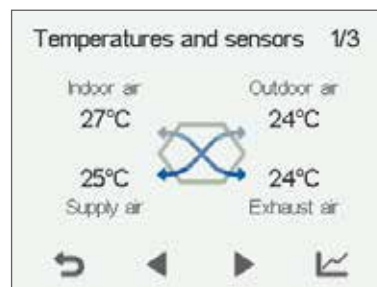 Temperatures and sensors 1/3
Indoor air Outdoor air
27°C 24°C
25°C 24°C
Supply air Exhaust air